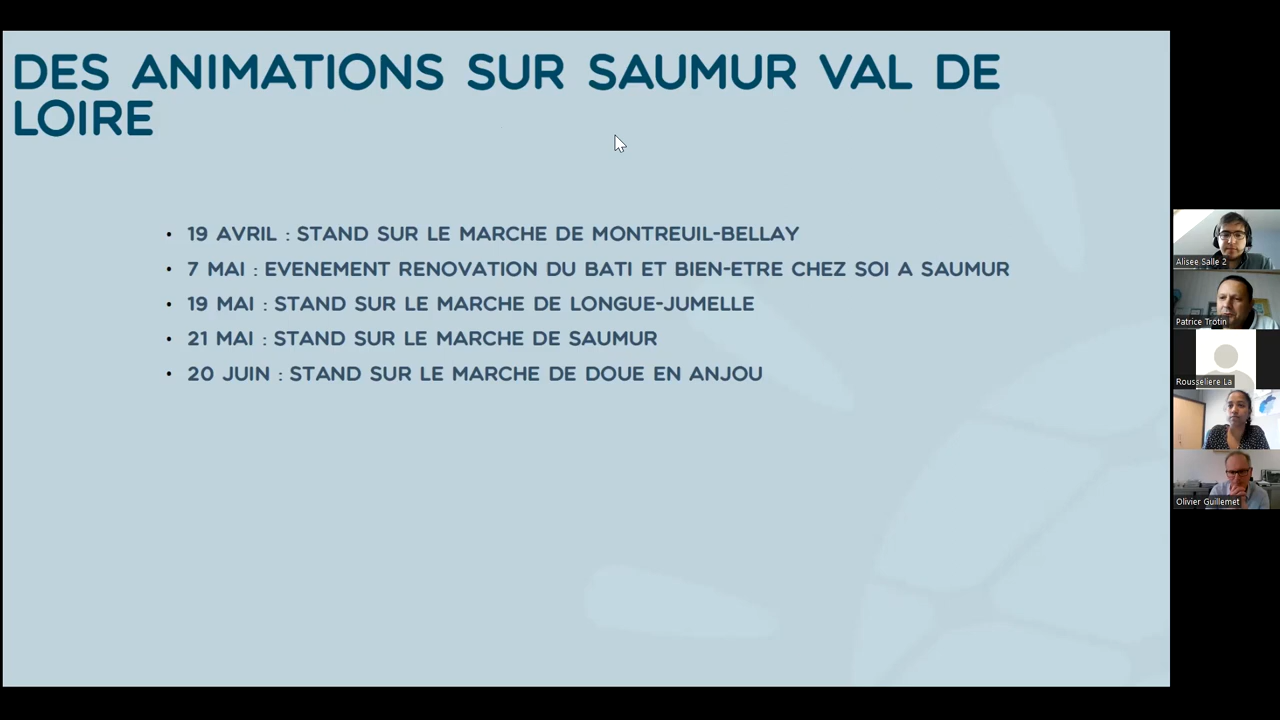 DES ANIMATIONS SUR SAUMUR VAL DE
LOIRE
• 19 AVRIL : STAND SUR LE MARCHE DE MONTREUIL-BELLAY
• 7 MAI : EVENEMENT RENOVATION DU BATI ET BIEN-ETRE CHEZ SOI A SAUMUR
• 19 MAI : STAND SUR LE MARCHE DE LONGUE-JUMELLE
• 21 MAI : STAND SUR LE MARCHE DE SAUMUR
• 20 JUIN : STAND SUR LE MARCHE DE DOUE EN ANJOU
Alisee Salle 2
Patrice Trotin
Rousseliere La
Olivier Guillemet